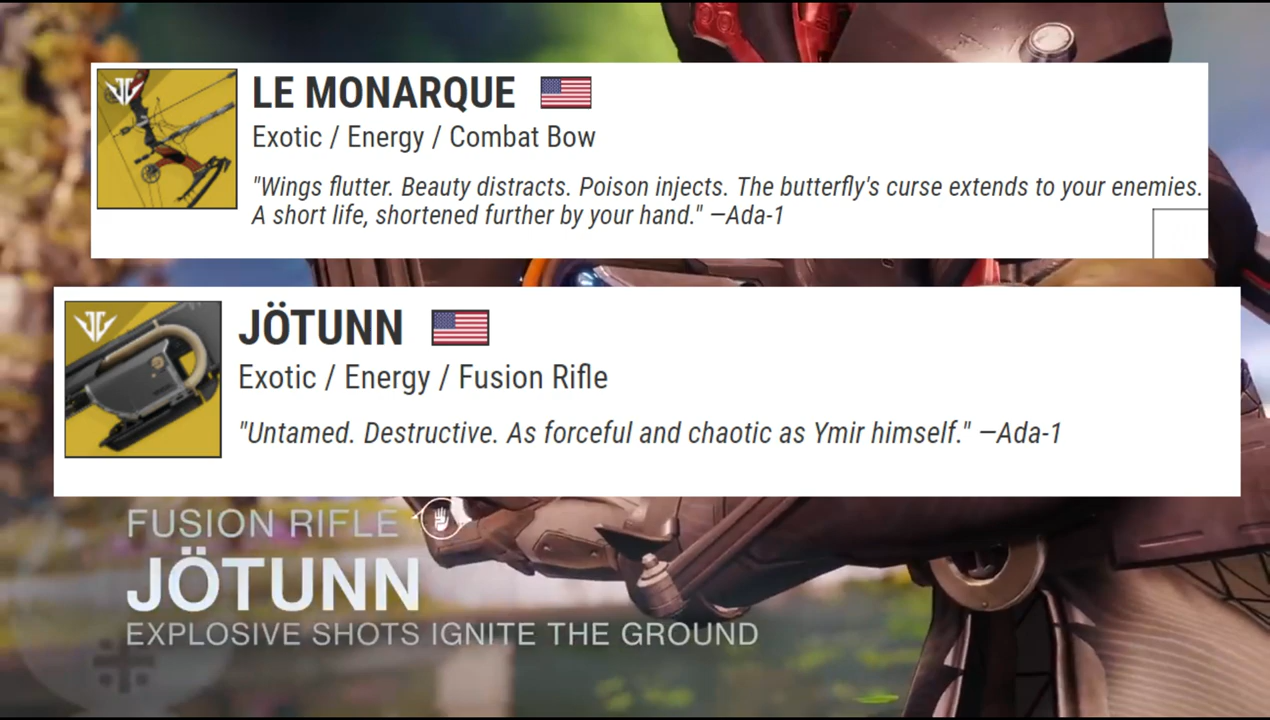 LE MONARQUE
Exotic / Energy / Combat Bow
"Wings flutter. Beauty distracts. Poison injects. The butterfly's curse extends to your enemies.
A short life, shortened further by your hand." —Ada-1
JÖTUNN
Exotic / Energy / Fusion Rifle
"Untamed. Destructive. As forceful and chaotic as Ymir himself." —Ada-1
FUSION RIFLE
JÖTUNN
EXPLOSIVE SHOTS IGNITE THE GROUND